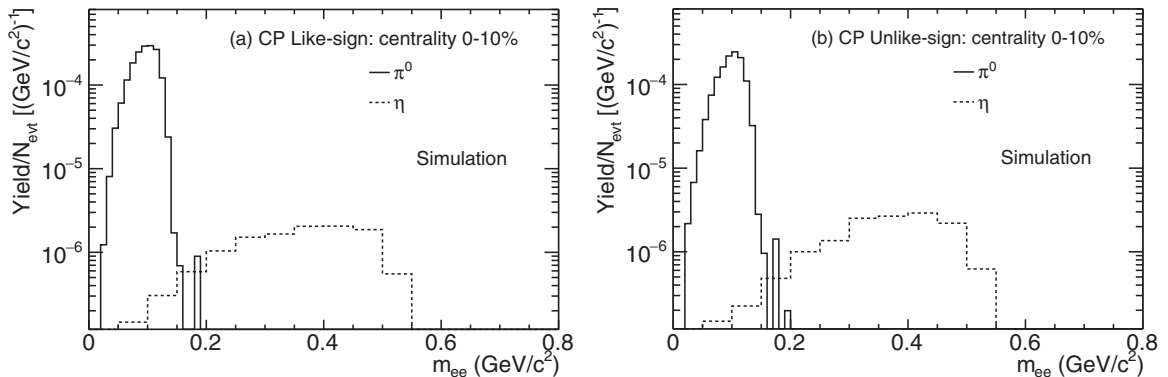 Yield/N_evt [(GeV/c²)⁻¹]
(a) CP Like-sign: centrality 0-10%
π⁰
η
Simulation
10⁻⁴
10⁻⁵
10⁻⁶
0 0.2 0.4 0.6 0.8
m_ee (GeV/c²)
Yield/N_evt [(GeV/c²)⁻¹]
(b) CP Unlike-sign: centrality 0-10%
π⁰
η
Simulation
10⁻⁴
10⁻⁵
10⁻⁶
0 0.2 0.4 0.6 0.8
m_ee (GeV/c²)